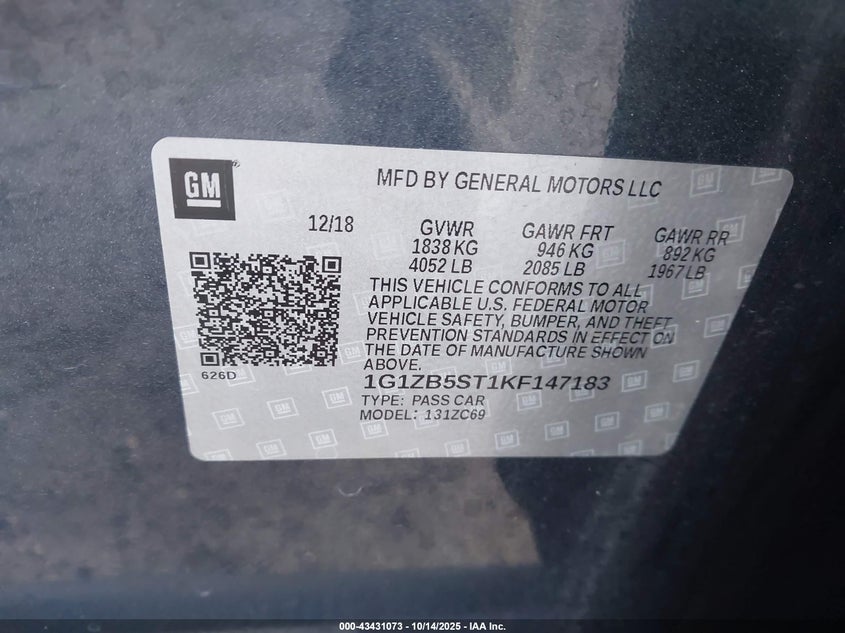 GM
MFD BY GENERAL MOTORS LLC
12/18
GVWR
1838 KG
4052 LB
GAWR FRT
946 KG
2085 LB
GAWR RR
892 KG
1967 LB
THIS VEHICLE CONFORMS TO ALL
APPLICABLE U.S. FEDERAL MOTOR
VEHICLE SAFETY, BUMPER, AND THEFT
PREVENTION STANDARDS IN EFFECT ON
THE DATE OF MANUFACTURE SHOWN
ABOVE.
626D
1G1ZB5ST1KF147183
TYPE: PASS CAR
MODEL: 131ZC69
000-43431073 - 10/14/2025 - IAA Inc.